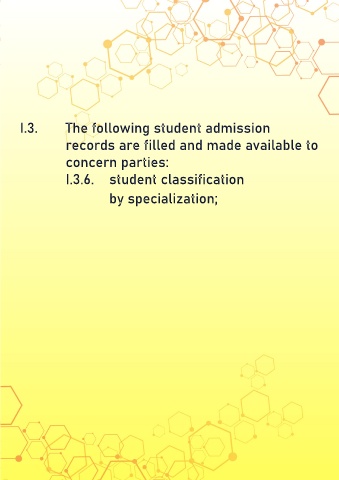 I.3. The following student admission
records are filled and made available to
concern parties:
I.3.6. student classification
by specialization;